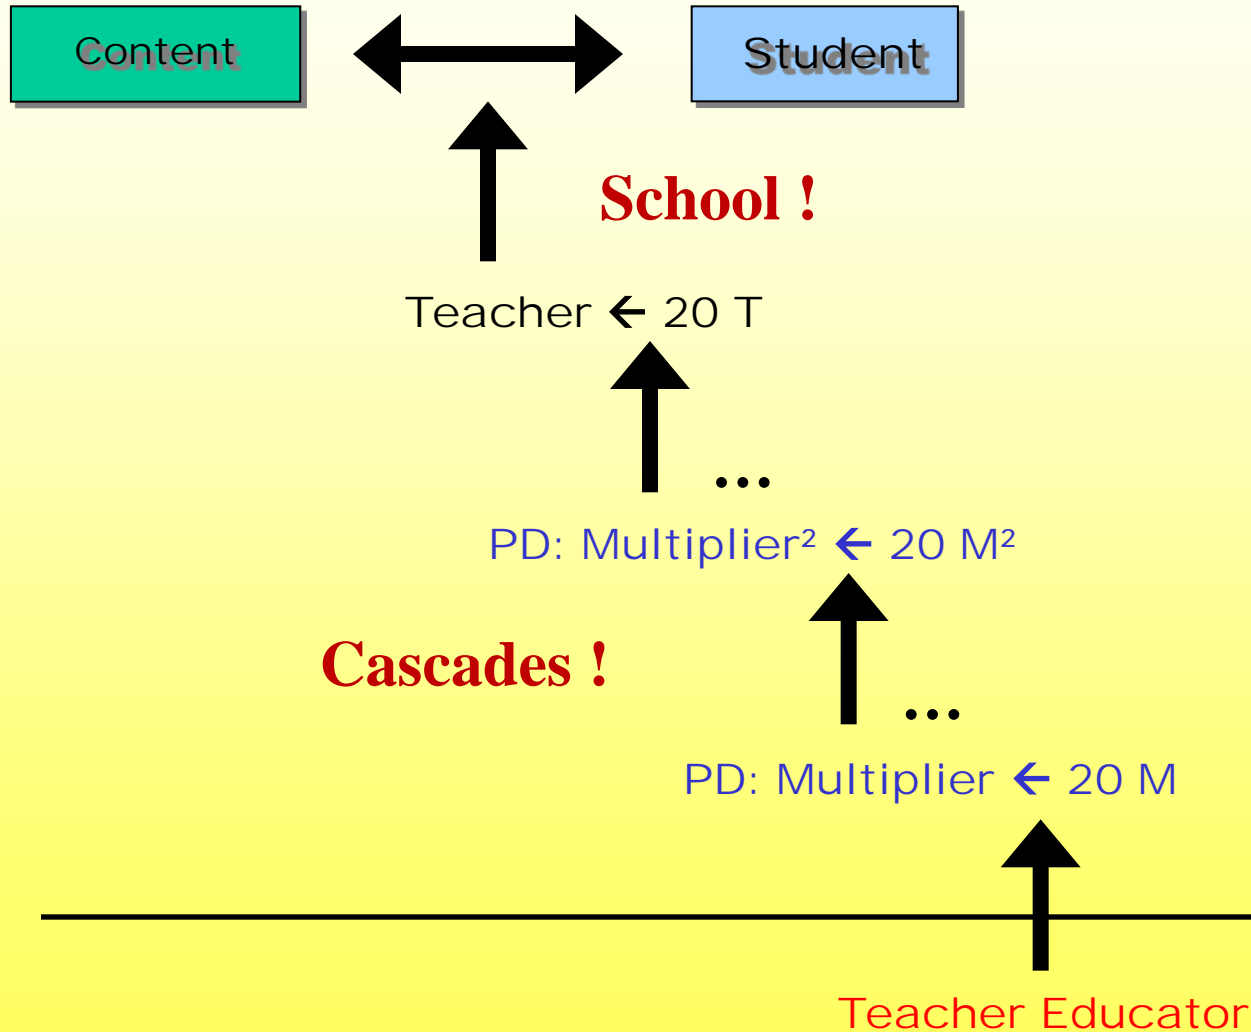 Content
Student
School !
Teacher ← 20 T
...
PD: Multiplier² ← 20 M²
Cascades !
...
PD: Multiplier ← 20 M
Teacher Educator